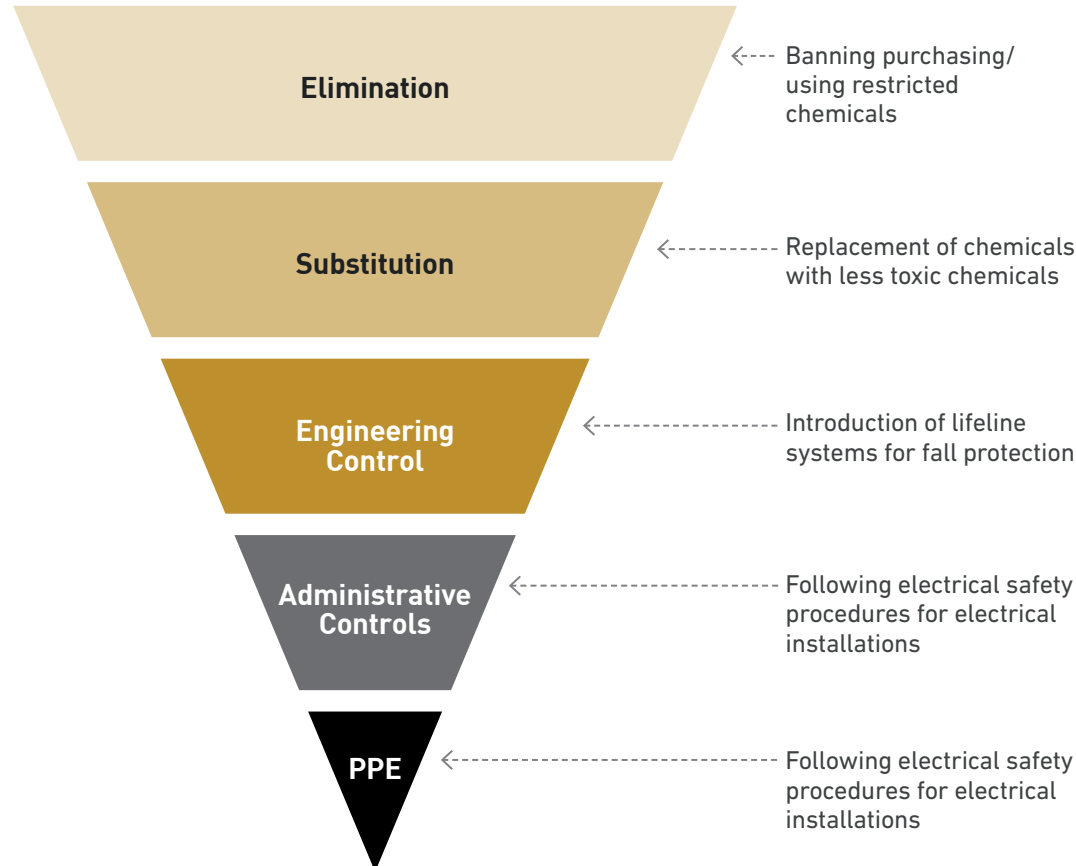 Elimination
Banning purchasing/
using restricted
chemicals
Substitution
Replacement of chemicals
with less toxic chemicals
Engineering
Control
Introduction of lifeline
systems for fall protection
Administrative
Controls
Following electrical safety
procedures for electrical
installations
PPE
Following electrical safety
procedures for electrical
installations